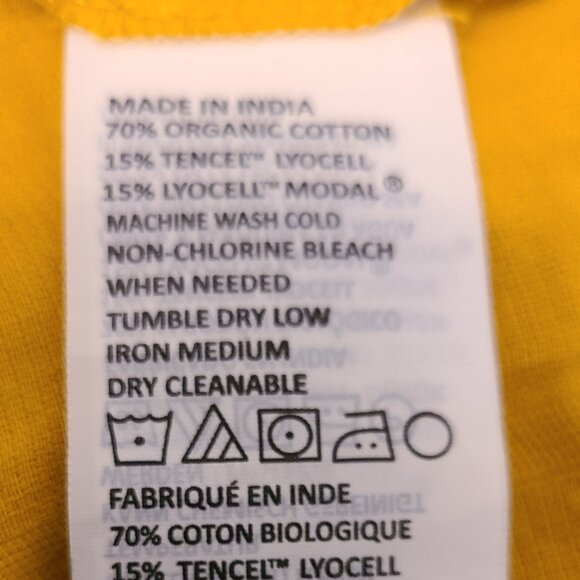 MADE IN INDIA
70% ORGANIC COTTON
15% TENCEL™ LYOCELL
15% LYOCELL™ MODAL®
MACHINE WASH COLD
NON-CHLORINE BLEACH
WHEN NEEDED
TUMBLE DRY LOW
IRON MEDIUM
DRY CLEANABLE
FABRIQUÉ EN INDE
70% COTON BIOLOGIQUE
15% TENCEL™ LYOCELL